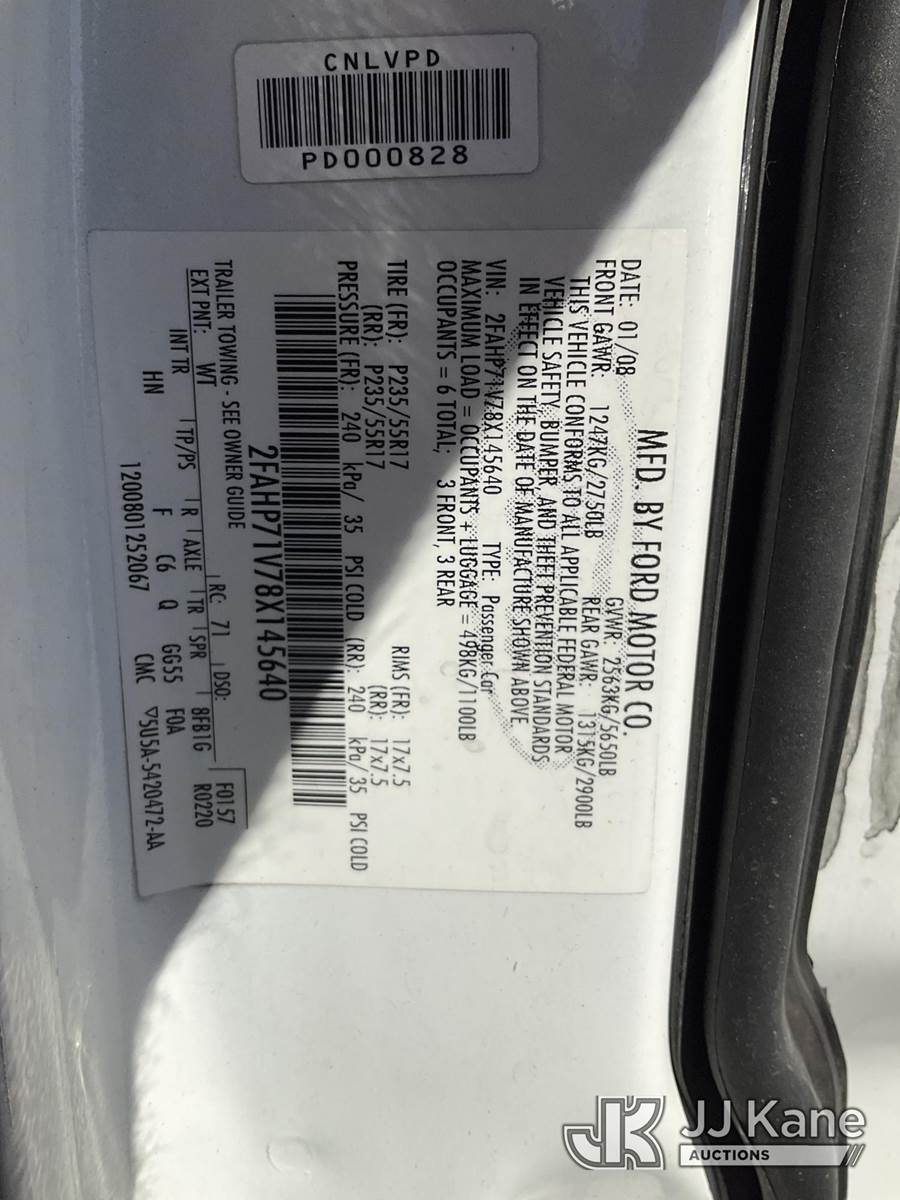 CNLVPD
PD000828
MFD. BY FORD MOTOR CO.
DATE: 01/08 GVWR: 2563KG/5650LB
FRONT GAWR: 1247KG/2750LB REAR GAWR: 1315KG/2900LB
THIS VEHICLE CONFORMS TO ALL APPLICABLE FEDERAL MOTOR
VEHICLE SAFETY, BUMPER, AND THEFT PREVENTION STANDARDS
IN EFFECT ON THE DATE OF MANUFACTURE SHOWN ABOVE
VIN: 2FAHP71V78X145640 TYPE: Passenger Car
MAXIMUM LOAD = OCCUPANTS + LUGGAGE = 498KG/1100LB
OCCUPANTS = 6 TOTAL; 3 FRONT, 3 REAR
TIRE (FR): P235/55R17 RIMS (FR): 17x7.5
(RR): P235/55R17 (RR): 17x7.5
PRESSURE (FR): 240 kPa/ 35 PSI COLD (RR): 240 kPa/ 35 PSI COLD
2FAHP71V78X145640
TRAILER TOWING - SEE OWNER GUIDE F0157
EXT PNT: WT RC: 71 DSO: R0220
INT TR TP/PS R AXLE TR SPR 8FB1G
HN F C6 Q GG55 F0A
1200801252067 CMC ▽5U5A-5420472-AA
JK JJ Kane
AUCTIONS